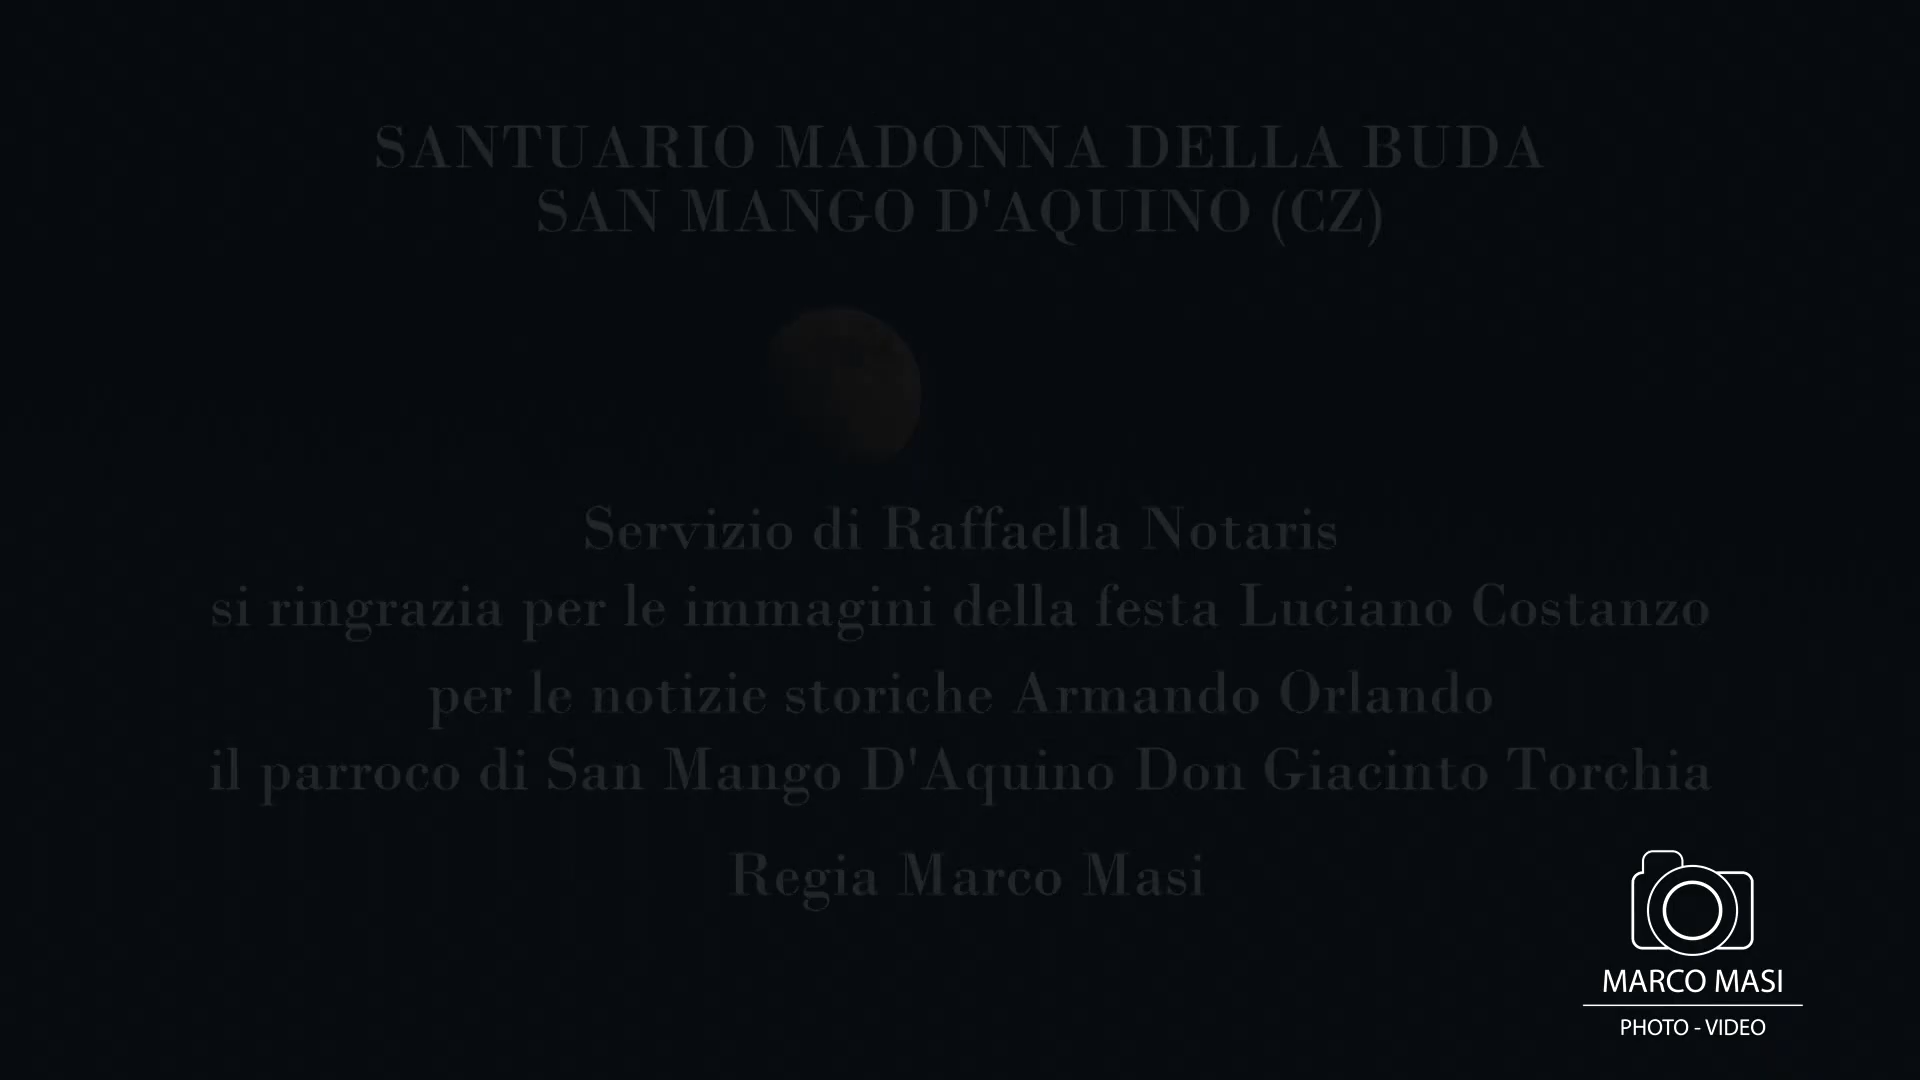 SANTUARIO MADONNA DELLA BUDA
SAN MANGO D'AQUINO (CZ)
Servizio di Raffaella Notaris
si ringrazia per le immagini della festa Luciano Costanzo
per le notizie storiche Armando Orlando
il parroco di San Mango D'Aquino Don Giacinto Torchia
Regia Marco Masi
MARCO MASI
PHOTO - VIDEO